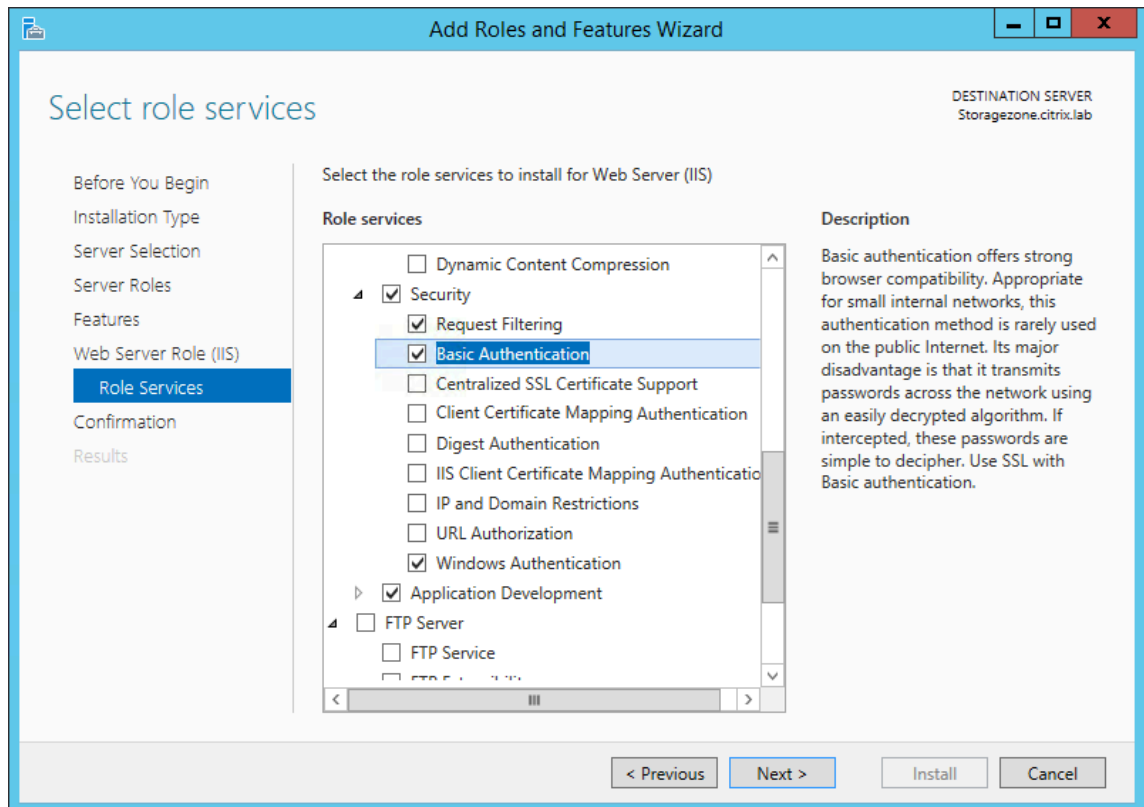 Add Roles and Features Wizard
Select role services
DESTINATION SERVER
Storagezone.citrix.lab
Before You Begin
Installation Type
Server Selection
Server Roles
Features
Web Server Role (IIS)
Role Services
Confirmation
Results
Select the role services to install for Web Server (IIS)
Role services
Dynamic Content Compression
Security
Request Filtering
Basic Authentication
Centralized SSL Certificate Support
Client Certificate Mapping Authentication
Digest Authentication
IIS Client Certificate Mapping Authenticatio
IP and Domain Restrictions
URL Authorization
Windows Authentication
Application Development
FTP Server
FTP Service
Description
Basic authentication offers strong
browser compatibility. Appropriate
for small internal networks, this
authentication method is rarely used
on the public Internet. Its major
disadvantage is that it transmits
passwords across the network using
an easily decrypted algorithm. If
intercepted, these passwords are
simple to decipher. Use SSL with
Basic authentication.
< Previous
Next >
Install
Cancel